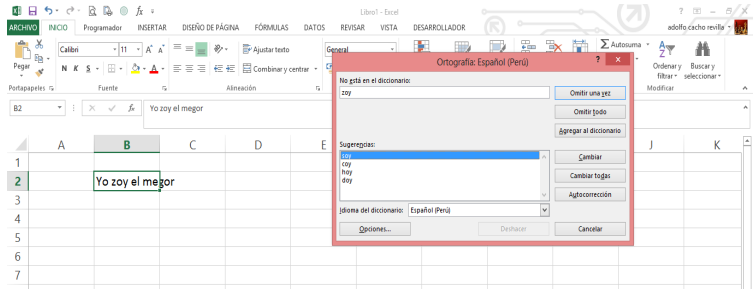 Libro1 - Excel
ARCHIVO INICIO Programador INSERTAR DISEÑO DE PÁGINA FÓRMULAS DATOS REVISAR VISTA DESARROLLADOR adolfo cacho revilla
Pegar
Calibri 11 A A
N K S A
Ajustar texto
Combinar y centrar
General
Autosuma
Ordenar y filtrar
Buscar y seleccionar
Portapapeles Fuente Alineación Modificar
B2 fx Yo zoy el megor
A B C D E J K
1
2 Yo zoy el megor
3
4
5
6
7
Ortografía: Español (Perú) ? x
No está en el diccionario:
zoy
Omitir una vez
Omitir todo
Agregar al diccionario
Sugerencias:
soy
coy
hoy
doy
Cambiar
Cambiar todas
Autocorrección
Idioma del diccionario: Español (Perú)
Opciones... Deshacer Cancelar